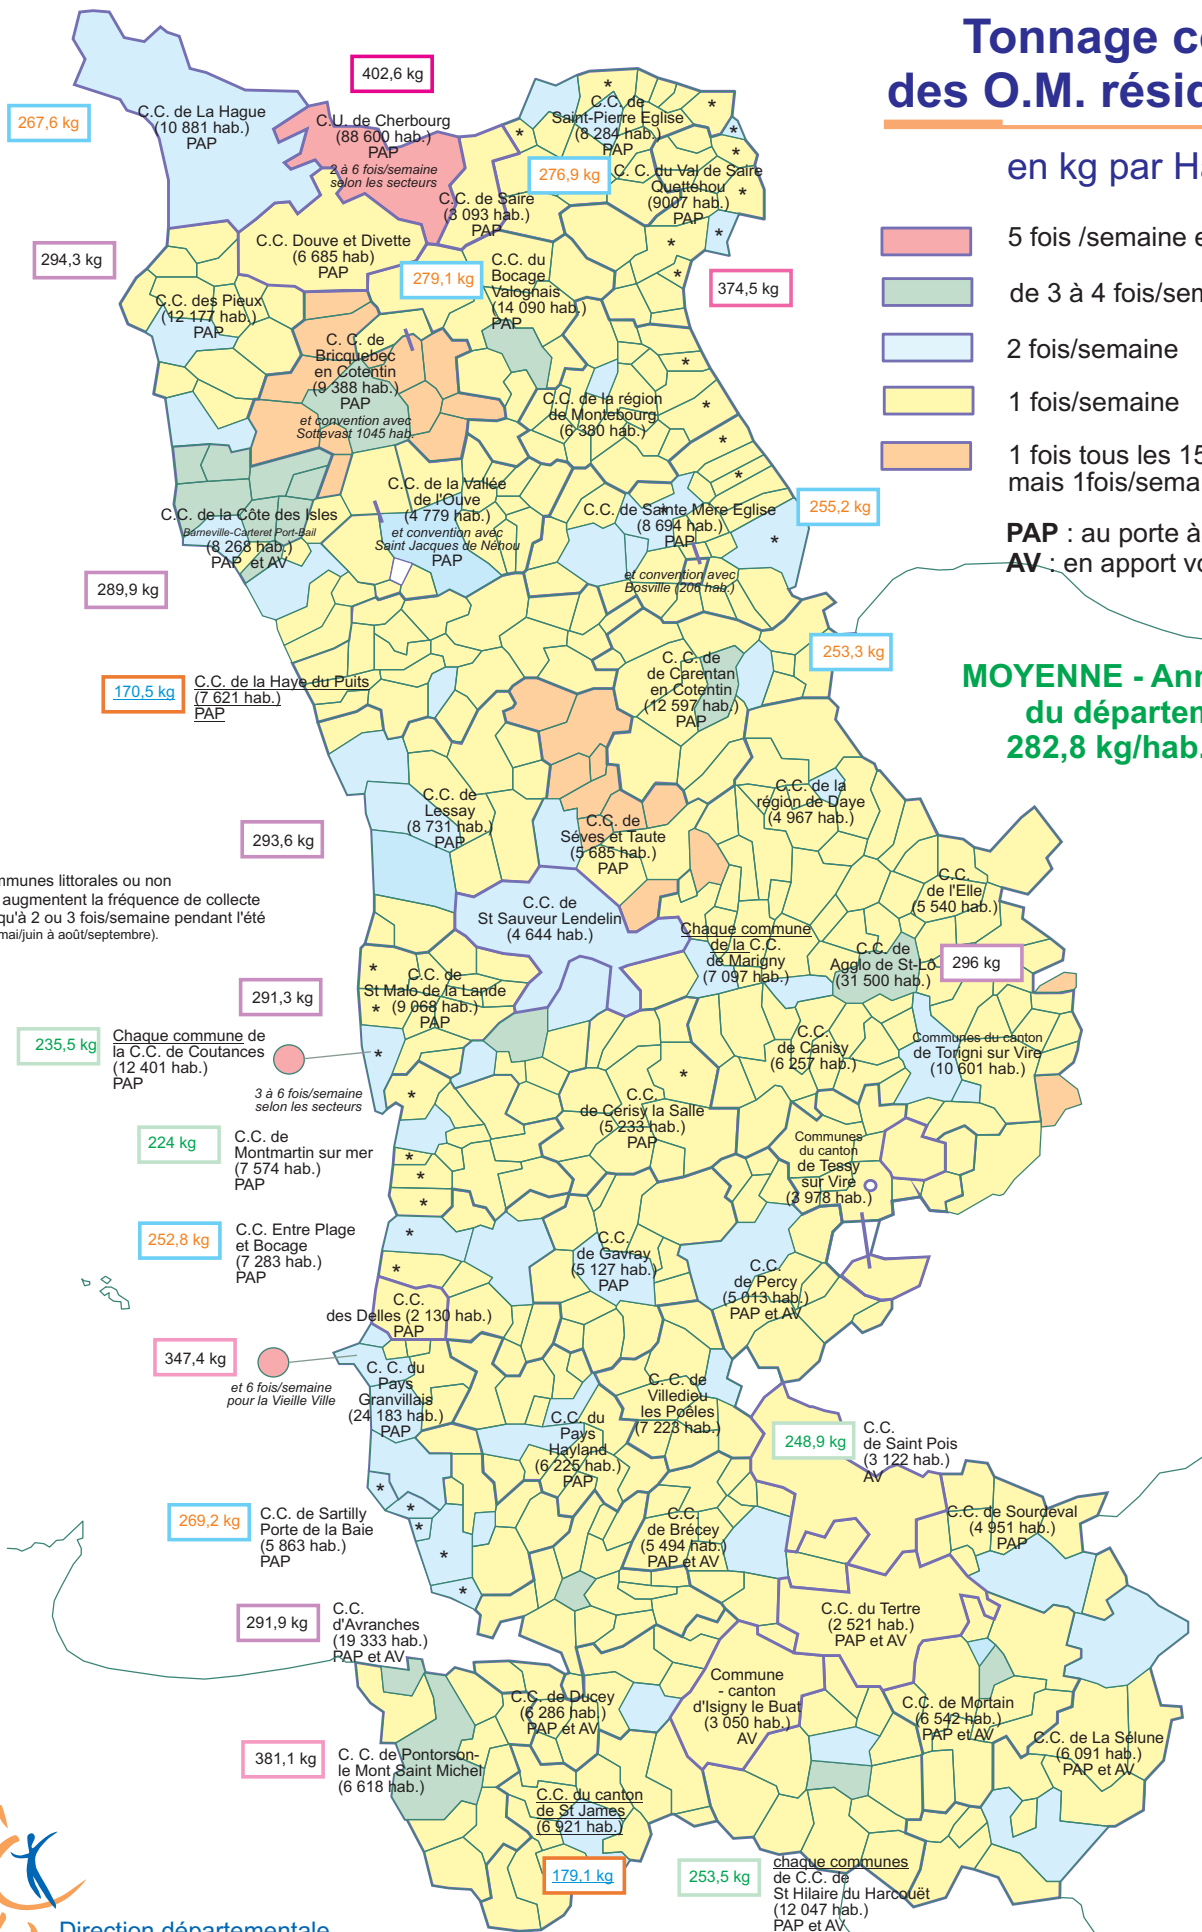 Tonnage co
des O.M. résid
en kg par Ha
5 fois /semaine e
de 3 à 4 fois/sem
2 fois/semaine
1 fois/semaine
1 fois tous les 15
mais 1fois/sema
PAP : au porte à
AV : en apport vo
MOYENNE - Ann
du départem
282,8 kg/hab.
402,6 kg
267,6 kg
C.C. de La Hague
(10 881 hab.)
PAP
C.U. de Cherbourg
(88 600 hab.)
PAP
2 à 6 fois/semaine
selon les secteurs
C.C. de
Saint-Pierre Eglise
(8 284 hab.)
PAP
276,9 kg
C. C. du Val de Saire
Quettehou
(9007 hab.)
PAP
C.C. de Saire
(3 093 hab.)
PAP
294,3 kg
C.C. Douve et Divette
(6 685 hab)
PAP
279,1 kg
C.C. du
Bocage
Valognais
(14 090 hab.)
PAP
374,5 kg
C.C. des Pieux
(12 177 hab.)
PAP
C. C. de
Bricquebec
en Cotentin
(9 388 hab.)
PAP
et convention avec
Sottevast 1045 hab.
C.C. de la région
de Montebourg
(6 380 hab.)
C.C. de la Vallée
de l'Ouve
(4 779 hab.)
et convention avec
Saint Jacques de Néhou
PAP
C.C. de Sainte Mère Eglise
(8 694 hab.)
PAP
et convention avec
Bosville (206 hab.)
255,2 kg
C.C. de la Côte des Isles
Barneville-Carteret Port-Bail
(8 268 hab.)
PAP et AV
289,9 kg
253,3 kg
170,5 kg
C.C. de la Haye du Puits
(7 621 hab.)
PAP
C. C. de
de Carentan
en Cotentin
(12 597 hab.)
PAP
293,6 kg
C.C. de
Lessay
(8 731 hab.)
PAP
C.C. de
Séves et Taute
(5 685 hab.)
PAP
C.C. de la
région de Daye
(4 967 hab.)
mmunes littorales ou non
augmentent la fréquence de collecte
qu'à 2 ou 3 fois/semaine pendant l'été
mai/juin à août/septembre).
C.C.
de l'Elle
(5 540 hab.)
C.C. de
St Sauveur Lendelin
(4 644 hab.)
Chaque commune
de la C.C.
de Marigny
(7 097 hab.)
C.C. de
Agglo de St-Lô
(31 500 hab.)
296 kg
291,3 kg
C.C. de
St Malo de la Lande
(9 068 hab.)
PAP
235,5 kg
Chaque commune de
la C.C. de Coutances
(12 401 hab.)
PAP
3 à 6 fois/semaine
selon les secteurs
C.C.
de Canisy
(6 257 hab.)
Communes du canton
de Torigni sur Vire
(10 601 hab.)
C.C.
de Cerisy la Salle
(5 233 hab.)
PAP
224 kg
C.C. de
Montmartin sur mer
(7 574 hab.)
PAP
Communes
du canton
de Tessy
sur Vire
(3 978 hab.)
252,8 kg
C.C. Entre Plage
et Bocage
(7 283 hab.)
PAP
C.C.
de Gavray
(5 127 hab.)
PAP
C.C.
de Percy
(5 013 hab.)
PAP et AV
C.C.
des Delles (2 130 hab.)
PAP
347,4 kg
et 6 fois/semaine
pour la Vieille Ville
C. C. du
Pays
Granvillais
(24 183 hab.)
PAP
C. C. de
Villedieu
les Poêles
(7 223 hab.)
C.C. du
Pays
Hayland
(6 225 hab.)
PAP
248,9 kg
C.C.
de Saint Pois
(3 122 hab.)
AV
269,2 kg
C.C. de Sartilly
Porte de la Baie
(5 863 hab.)
PAP
C.C.
de Brécey
(5 494 hab.)
PAP et AV
C.C. de Sourdeval
(4 951 hab.)
PAP
291,9 kg
C.C.
d'Avranches
(19 333 hab.)
PAP et AV
C.C. du Tertre
(2 521 hab.)
PAP et AV
C.C. de Ducey
(6 286 hab.)
PAP et AV
Commune
- canton
d'Isigny le Buat
(3 050 hab.)
AV
C.C. de Mortain
(6 542 hab.)
PAP et AV
C.C. de La Sélune
(6 091 hab.)
PAP et AV
381,1 kg
C. C. de Pontorson-
le Mont Saint Michel
(6 618 hab.)
C.C. du canton
de St James
(6 921 hab.)
179,1 kg
253,5 kg
chaque communes
de C.C. de
St Hilaire du Harcouët
(12 047 hab.)
PAP et AV
Direction départementale